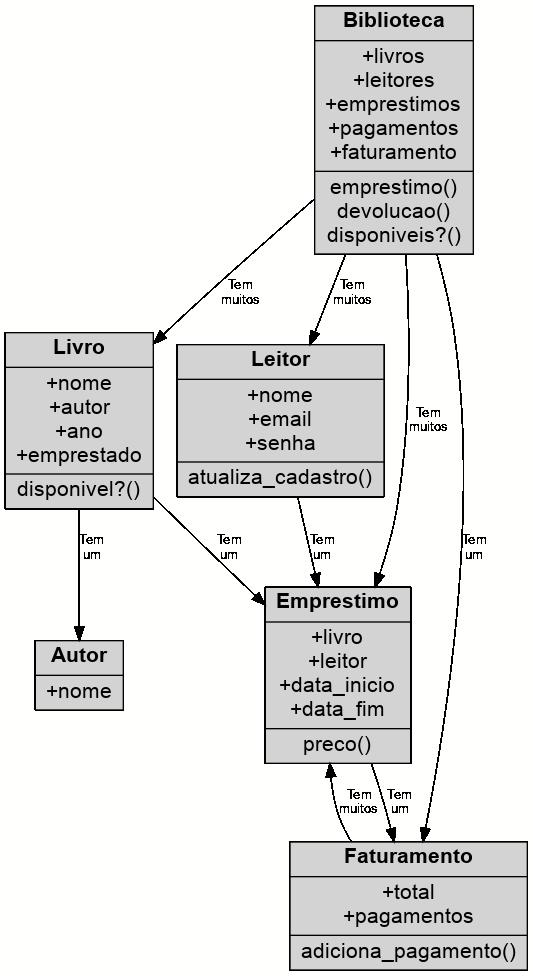 Biblioteca
+livros
+leitores
+emprestimos
+pagamentos
+faturamento
emprestimo()
devolucao()
disponiveis?()
Tem
muitos
Tem
muitos
Tem
muitos
Tem
um
Livro
+nome
+autor
+ano
+emprestado
disponivel?()
Leitor
+nome
+email
+senha
atualiza_cadastro()
Tem
um
Tem
um
Tem
um
Autor
+nome
Emprestimo
+livro
+leitor
+data_inicio
+data_fim
preco()
Tem
muitos
Tem
um
Faturamento
+total
+pagamentos
adiciona_pagamento()